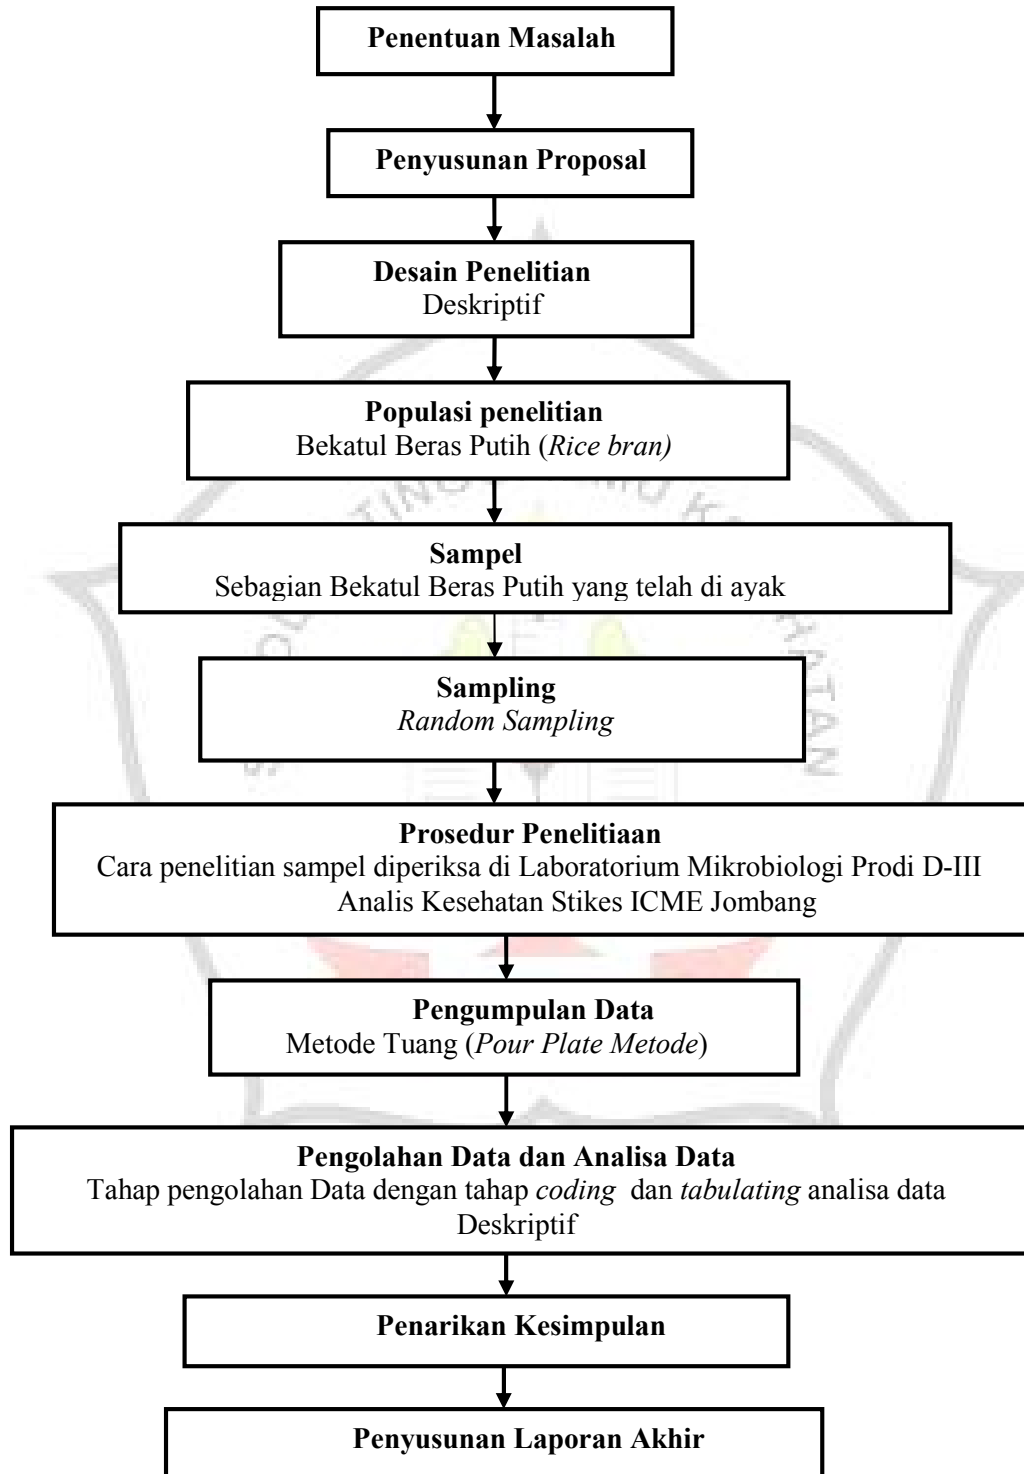 Penentuan Masalah
Penyusunan Proposal
Desain Penelitian
Deskriptif
Populasi penelitian
Bekatul Beras Putih (Rice bran)
Sampel
Sebagian Bekatul Beras Putih yang telah di ayak
Sampling
Random Sampling
Prosedur Penelitiaan
Cara penelitian sampel diperiksa di Laboratorium Mikrobiologi Prodi D-III
Analis Kesehatan Stikes ICME Jombang
Pengumpulan Data
Metode Tuang (Pour Plate Metode)
Pengolahan Data dan Analisa Data
Tahap pengolahan Data dengan tahap coding dan tabulating analisa data
Deskriptif
Penarikan Kesimpulan
Penyusunan Laporan Akhir